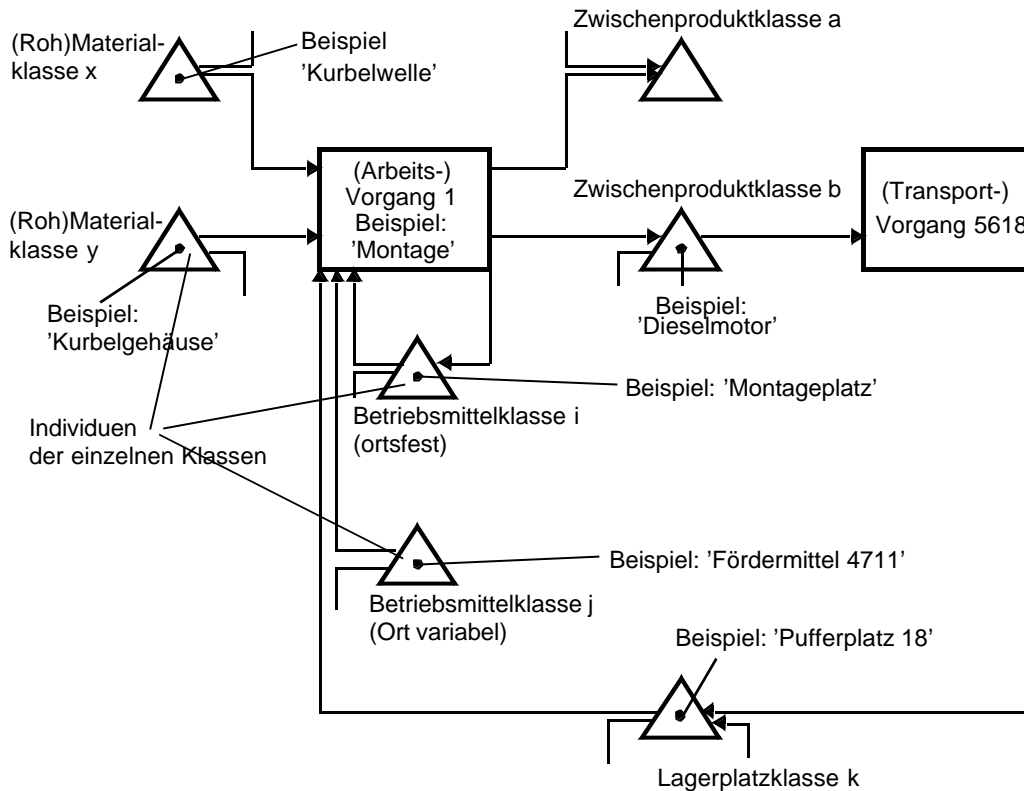 (Roh)Material-
klasse x
Beispiel
'Kurbelwelle'
Zwischenproduktklasse a
(Arbeits-)
Vorgang 1
Beispiel:
'Montage'
Zwischenproduktklasse b
(Transport-)
Vorgang 5618
(Roh)Material-
klasse y
Beispiel:
'Kurbelgehäuse'
Beispiel:
'Dieselmotor'
Beispiel: 'Montageplatz'
Betriebsmittelklasse i
(ortsfest)
Individuen
der einzelnen Klassen
Beispiel: 'Fördermittel 4711'
Betriebsmittelklasse j
(Ort variabel)
Beispiel: 'Pufferplatz 18'
Lagerplatzklasse k